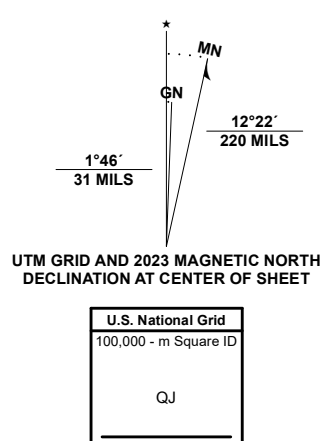 ★
MN
GN
12°22´
220 MILS
1°46´
31 MILS
UTM GRID AND 2023 MAGNETIC NORTH
DECLINATION AT CENTER OF SHEET
U.S. National Grid
100,000 - m Square ID
QJ